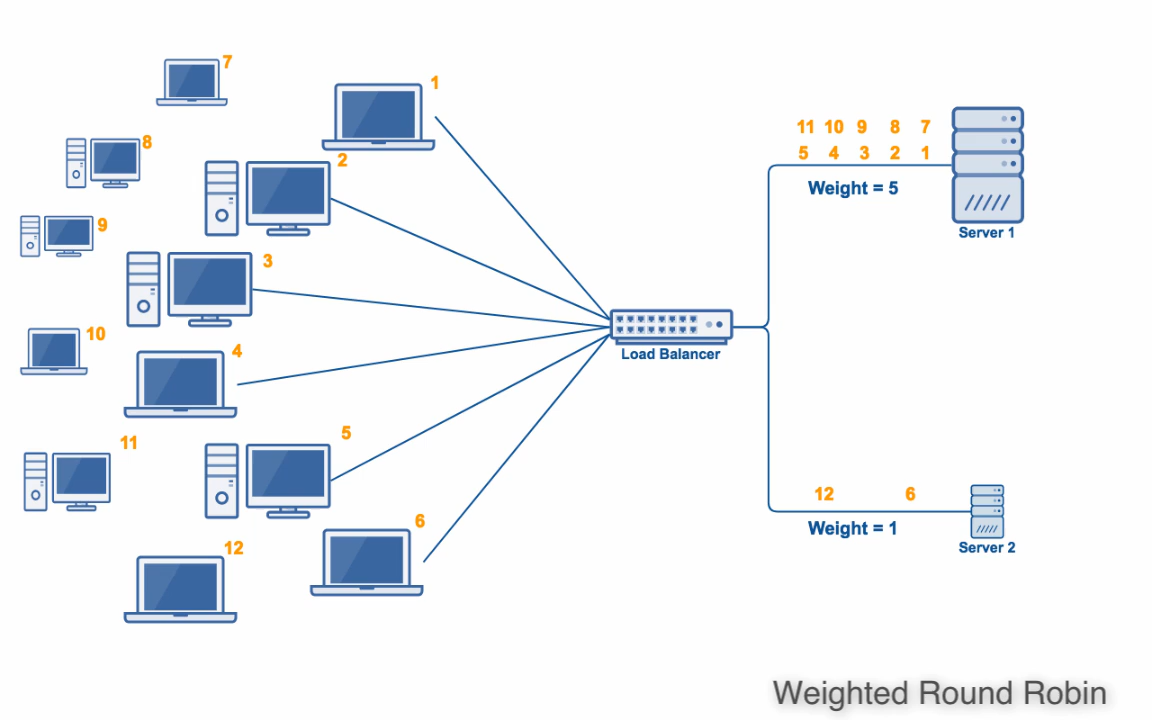 7
1
8
2
9
3
10
4
11
5
12
6
Load Balancer
11 10 9 8 7
5 4 3 2 1
Weight = 5
Server 1
12 6
Weight = 1
Server 2
Weighted Round Robin